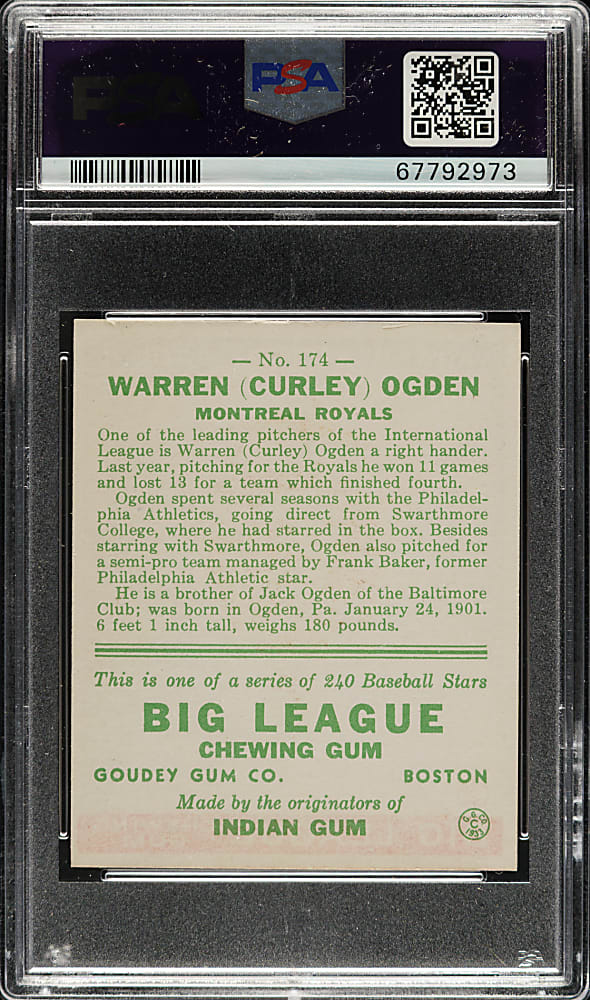 PSA
PSA
67792973
— No. 174 —
WARREN (CURLEY) OGDEN
MONTREAL ROYALS
One of the leading pitchers of the International
League is Warren (Curley) Ogden a right hander.
Last year, pitching for the Royals he won 11 games
and lost 13 for a team which finished fourth.
Ogden spent several seasons with the Philadel-
phia Athletics, going direct from Swarthmore
College, where he had starred in the box. Besides
starring with Swarthmore, Ogden also pitched for
a semi-pro team managed by Frank Baker, former
Philadelphia Athletic star.
He is a brother of Jack Ogden of the Baltimore
Club; was born in Ogden, Pa. January 24, 1901.
6 feet 1 inch tall, weighs 180 pounds.
This is one of a series of 240 Baseball Stars
BIG LEAGUE
CHEWING GUM
GOUDEY GUM CO. BOSTON
Made by the originators of
INDIAN GUM
G.G.CO.
C
1933